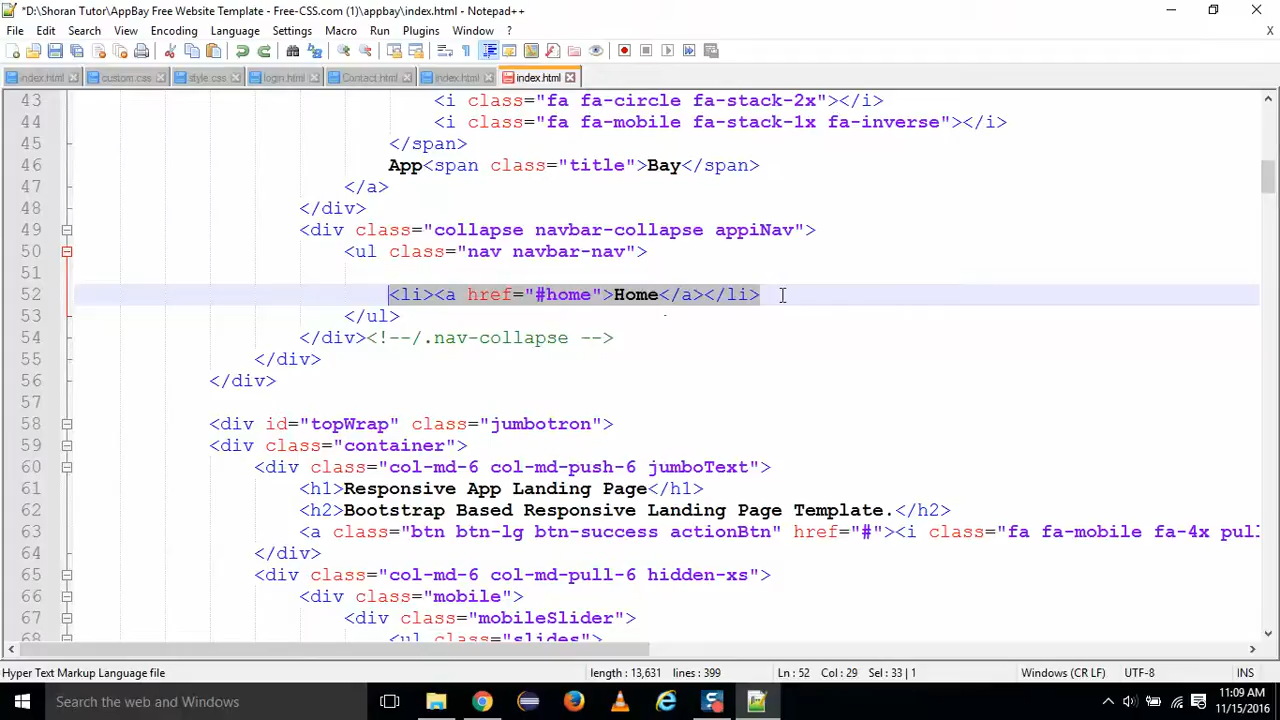 *D:\Shoran Tutor\AppBay Free Website Template - Free-CSS.com (1)\appbay\index.html - Notepad++
File Edit Search View Encoding Language Settings Macro Run Plugins Window ? X
index.html custom.css style.css login.html Contact.html index.html index.html
43 <i class="fa fa-circle fa-stack-2x"></i>
44 <i class="fa fa-mobile fa-stack-1x fa-inverse"></i>
45 </span>
46 App<span class="title">Bay</span>
47 </a>
48 </div>
49 <div class="collapse navbar-collapse appiNav">
50 <ul class="nav navbar-nav">
51
52 <li><a href="#home">Home</a></li>
53 </ul>
54 </div><!--/.nav-collapse -->
55 </div>
56 </div>
57
58 <div id="topWrap" class="jumbotron">
59 <div class="container">
60 <div class="col-md-6 col-md-push-6 jumboText">
61 <h1>Responsive App Landing Page</h1>
62 <h2>Bootstrap Based Responsive Landing Page Template.</h2>
63 <a class="btn btn-lg btn-success actionBtn" href="#"><i class="fa fa-mobile fa-4x pull
64 </div>
65 <div class="col-md-6 col-md-pull-6 hidden-xs">
66 <div class="mobile">
67 <div class="mobileSlider">
68 <ul class="slides">
Hyper Text Markup Language file length : 13,631 lines : 399 Ln : 52 Col : 29 Sel : 33 | 1 Windows (CR LF) UTF-8 INS
Search the web and Windows
11:09 AM
11/15/2016